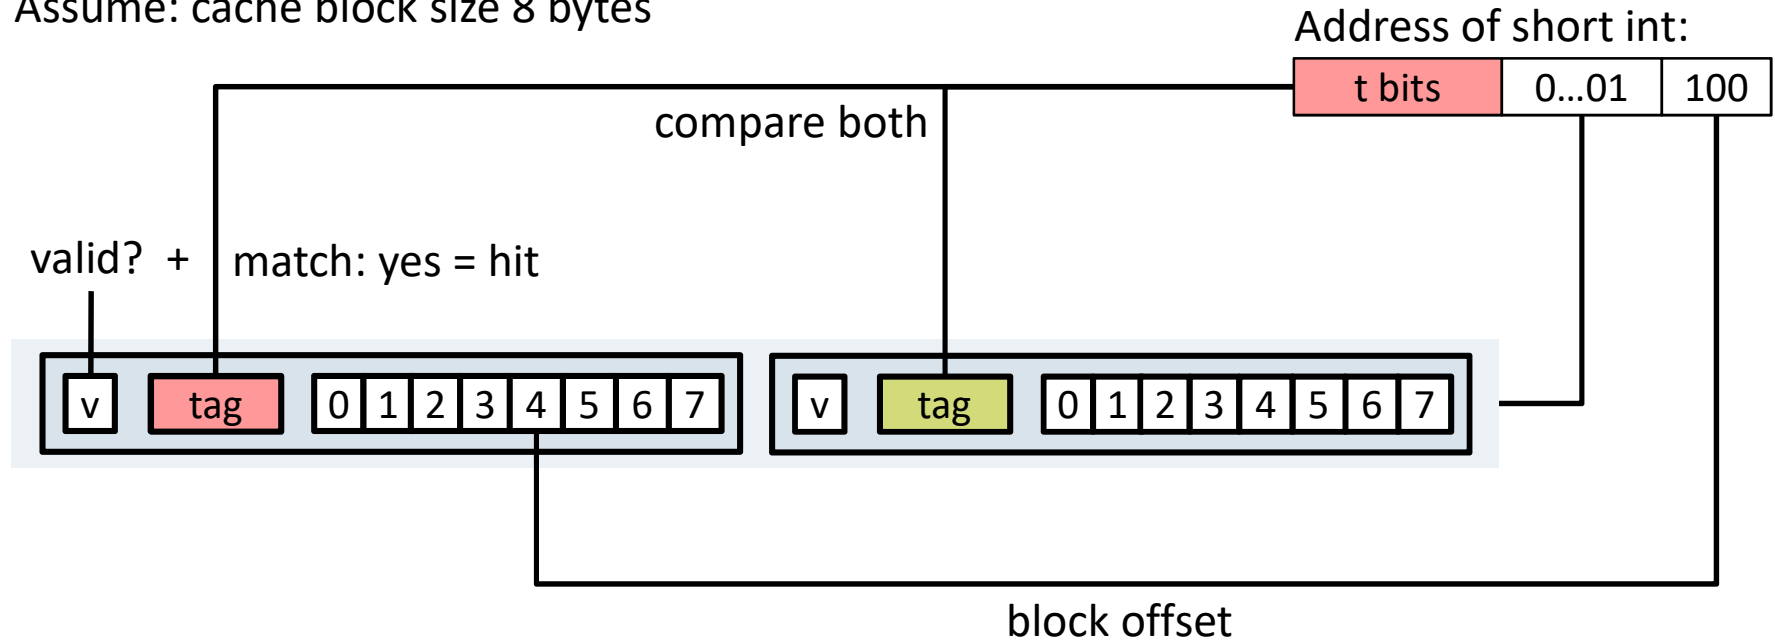 Assume: cache block size 8 bytes
Address of short int:
t bits 0...01 100
compare both
valid? + match: yes = hit
v tag 0 1 2 3 4 5 6 7 v tag 0 1 2 3 4 5 6 7
block offset